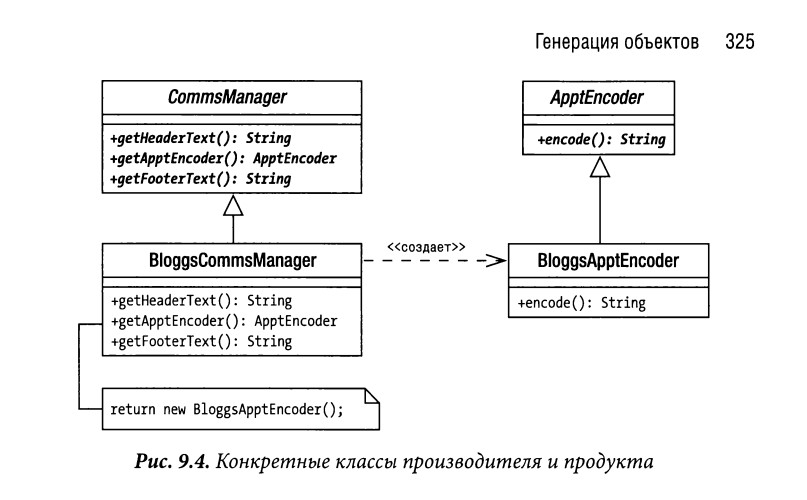 Генерация объектов 325
CommsManager
+getHeaderText(): String
+getApptEncoder(): ApptEncoder
+getFooterText(): String
ApptEncoder
+encode(): String
<<создает>>
BloggsCommsManager
+getHeaderText(): String
+getApptEncoder(): ApptEncoder
+getFooterText(): String
BloggsApptEncoder
+encode(): String
return new BloggsApptEncoder();
Рис. 9.4. Конкретные классы производителя и продукта